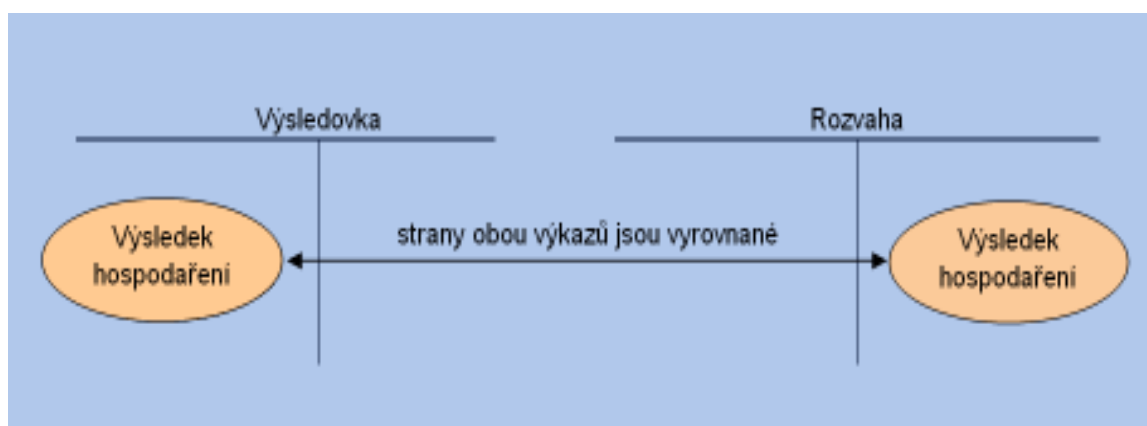 Výsledovka
Rozvaha
Výsledek
hospodaření
strany obou výkazů jsou vyrovnané
Výsledek
hospodaření